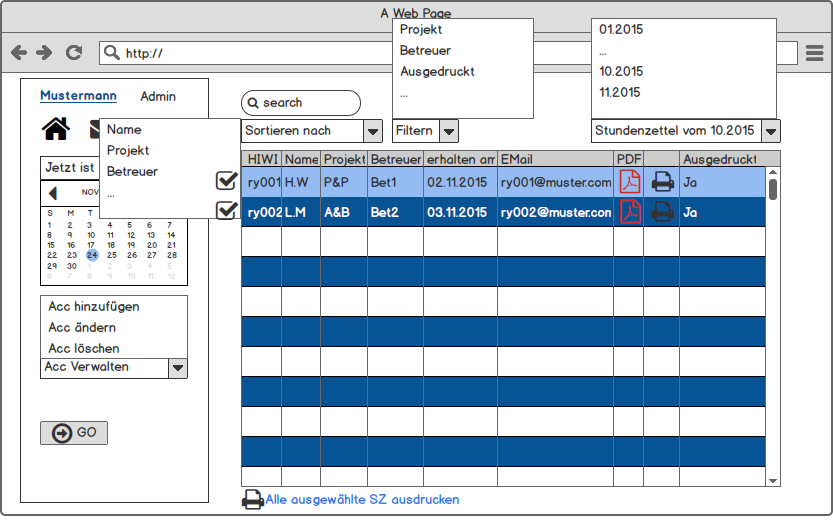 A Web Page
http://
Projekt
Betreuer
Ausgedruckt
...
01.2015
...
10.2015
11.2015
Mustermann Admin
search
Sortieren nach
Filtern
Stundenzettel vom 10.2015
Name
Projekt
Betreuer
...
Jetzt ist
NOV
S M T
1 2 3 4 5 6 7
8 9 10 11 12 13 14
15 16 17 18 19 20 21
22 23 24 25 26 27 28
29 30 1 2 3 4 5
6 7 8 9 10 11 12
HIWI Name Projekt Betreuer erhalten am EMail PDF Ausgedruckt
ry001 H.W P&P Bet1 02.11.2015 ry001@muster.com Ja
ry002 L.M A&B Bet2 03.11.2015 ry002@muster.com Ja
Acc hinzufügen
Acc ändern
Acc löschen
Acc Verwalten
GO
Alle ausgewählte SZ ausdrucken